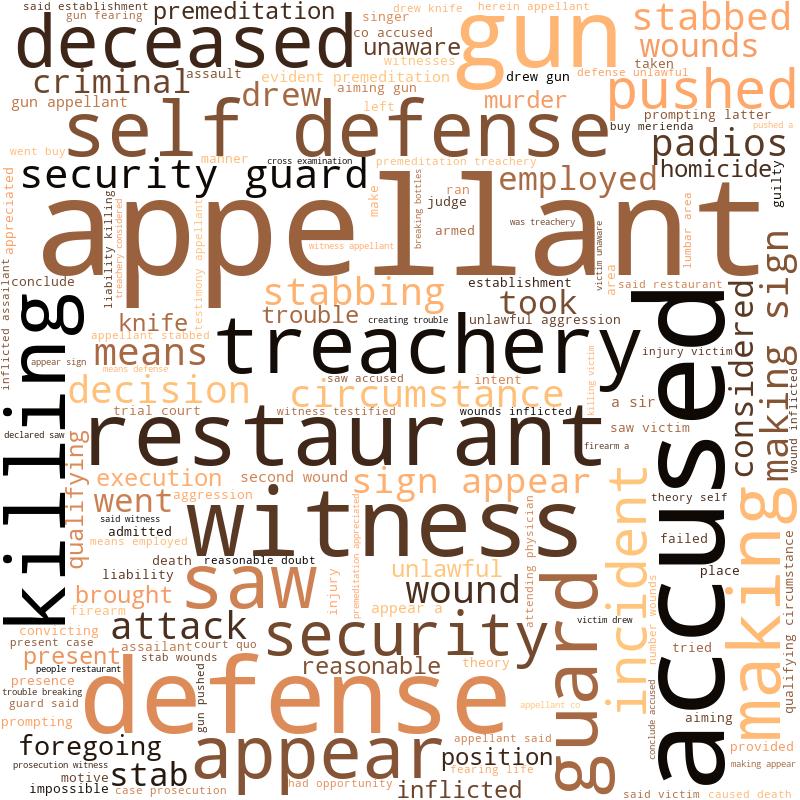 said establishment
premeditation
singer
drew knife
herein appellant
gun fearing
deceased
co accused
gun
stabbed
unaware
wounds
witnesses
taken
criminal
assault
evident premeditation
drew gun
defense unlawful
drew
aiming gun
pushed
gun appellant
left
murder
prompting latter
self defense
buy merienda
pushed a
padios
went buy
manner
cross examination
premeditation treachery
homicide
security guard
employed
guilty
appreciated
appellant
liability killing
treachery considered
testimony appellant
make
breaking bottles
ran
judge
armed
was treachery
witness appellant
victim unaware
area
lumbar area
conclude
stabbing
establishment
said restaurant
took
inflicted assailant
killing
knife
trouble
creating trouble
unlawful aggression
accused
considered
making sign
appellant stabbed
treachery
means
appear sign
means defense
injury victim
killing victim
decision
saw accused
intent
circumstance
wound inflicted
trial court
witness testified
wounds inflicted
a sir
saw victim
declared saw
restaurant
firearm a
qualifying
execution
second wound
sign appear
incident
making
went
aggression
witness
theory self
said witness
admitted
premeditation appreciated
attending physician
means employed
failed
qualifying circumstance
death
reasonable doubt
liability
saw
injury
unlawful
guard
place
brought
wound
firearm
appear a
number wounds
attack
victim drew
convicting
present case
assailant
court quo
security
tried
present
stab wounds
reasonable
theory
people restaurant
presence
trouble breaking
gun pushed
guard said
defense
conclude accused
prompting
appellant co
aiming
foregoing
appear
appellant said
provided
position
prosecution witness
stab
fearing life
making appear
motive
impossible
case prosecution
had opportunity
inflicted
said victim
caused death